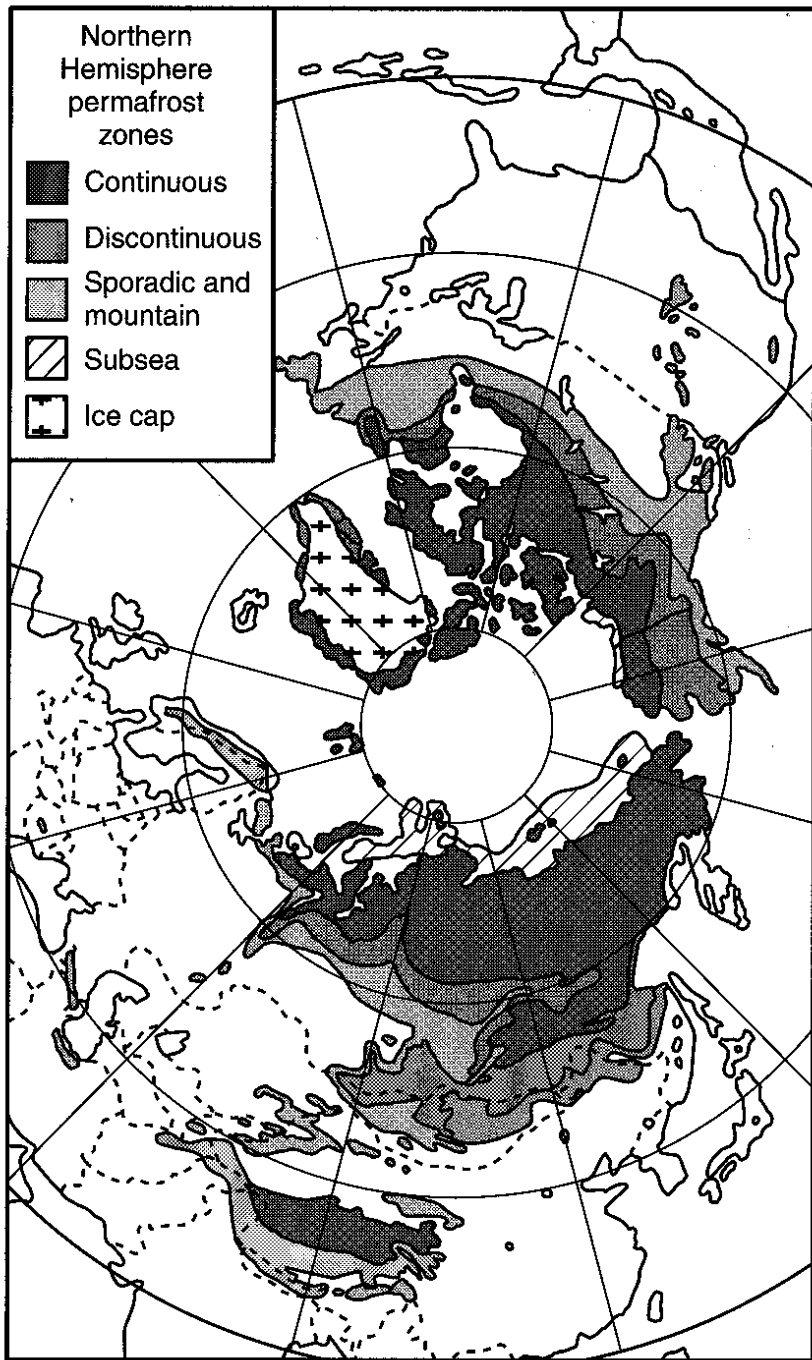 Northern
Hemisphere
permafrost
zones
Continuous
Discontinuous
Sporadic and
mountain
Subsea
Ice cap